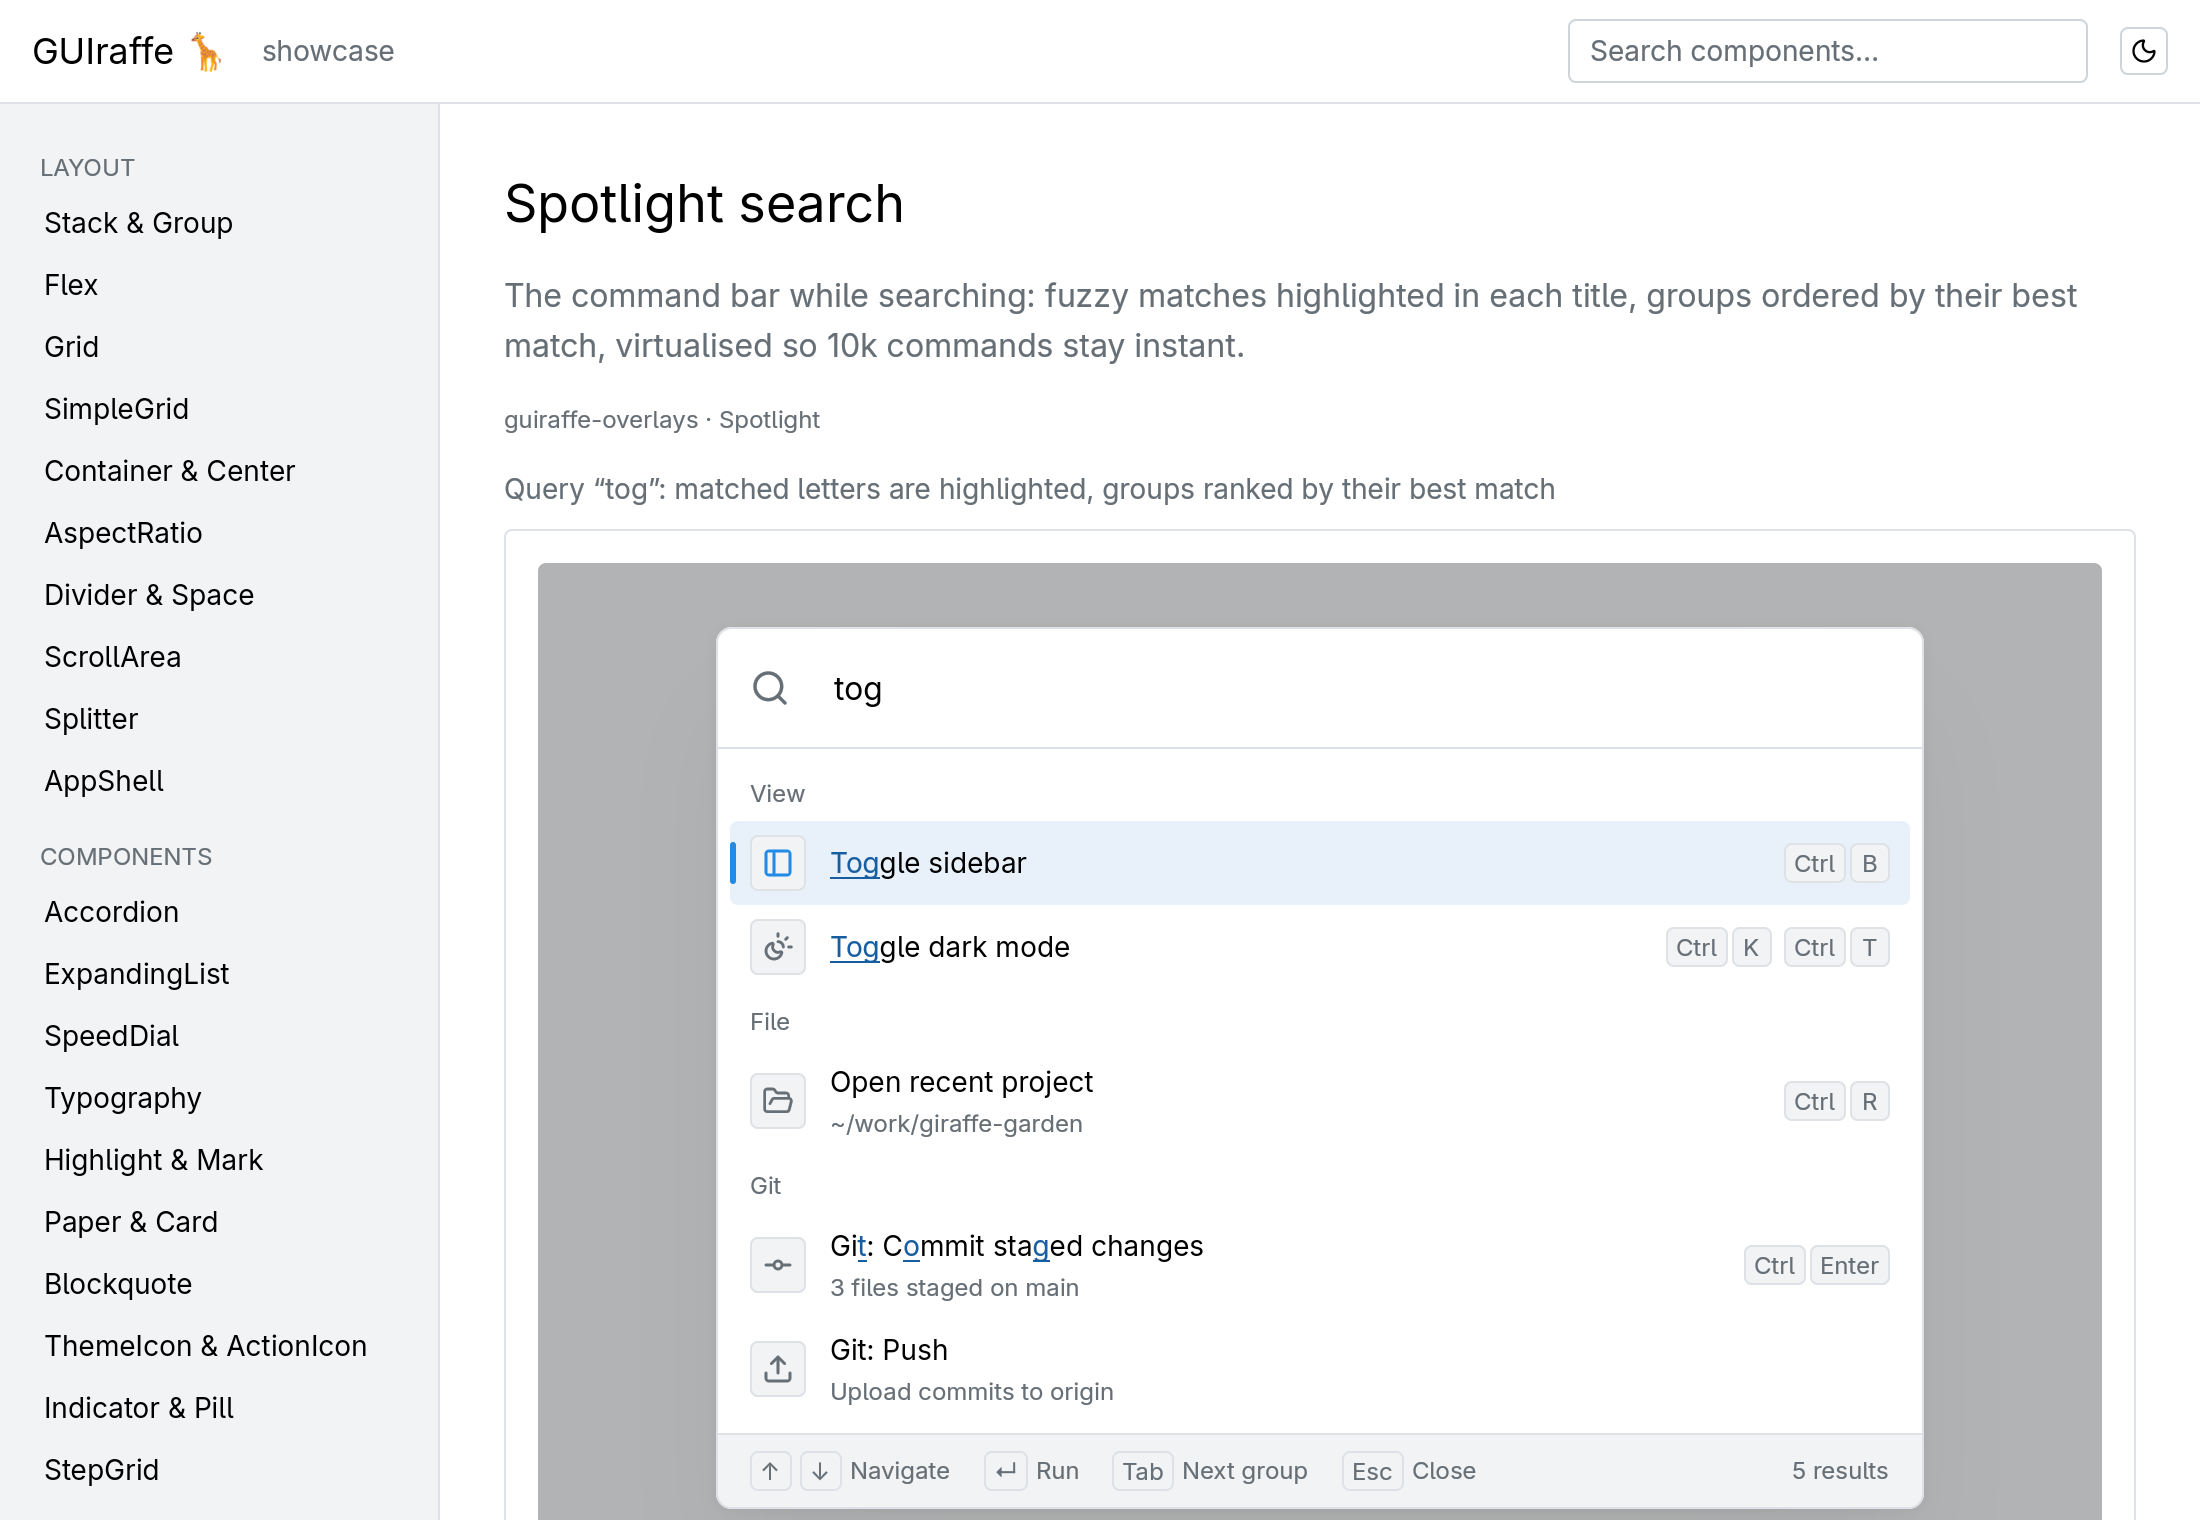 GUIraffe 🦒 showcase
Search components...
LAYOUT
Stack & Group
Flex
Grid
SimpleGrid
Container & Center
AspectRatio
Divider & Space
ScrollArea
Splitter
AppShell
COMPONENTS
Accordion
ExpandingList
SpeedDial
Typography
Highlight & Mark
Paper & Card
Blockquote
ThemeIcon & ActionIcon
Indicator & Pill
StepGrid
Spotlight search
The command bar while searching: fuzzy matches highlighted in each title, groups ordered by their best
match, virtualised so 10k commands stay instant.
guiraffe-overlays · Spotlight
Query “tog”: matched letters are highlighted, groups ranked by their best match
tog
View
Toggle sidebar Ctrl B
Toggle dark mode Ctrl K Ctrl T
File
Open recent project Ctrl R
~/work/giraffe-garden
Git
Git: Commit staged changes Ctrl Enter
3 files staged on main
Git: Push
Upload commits to origin
↑ ↓ Navigate ↵ Run Tab Next group Esc Close 5 results